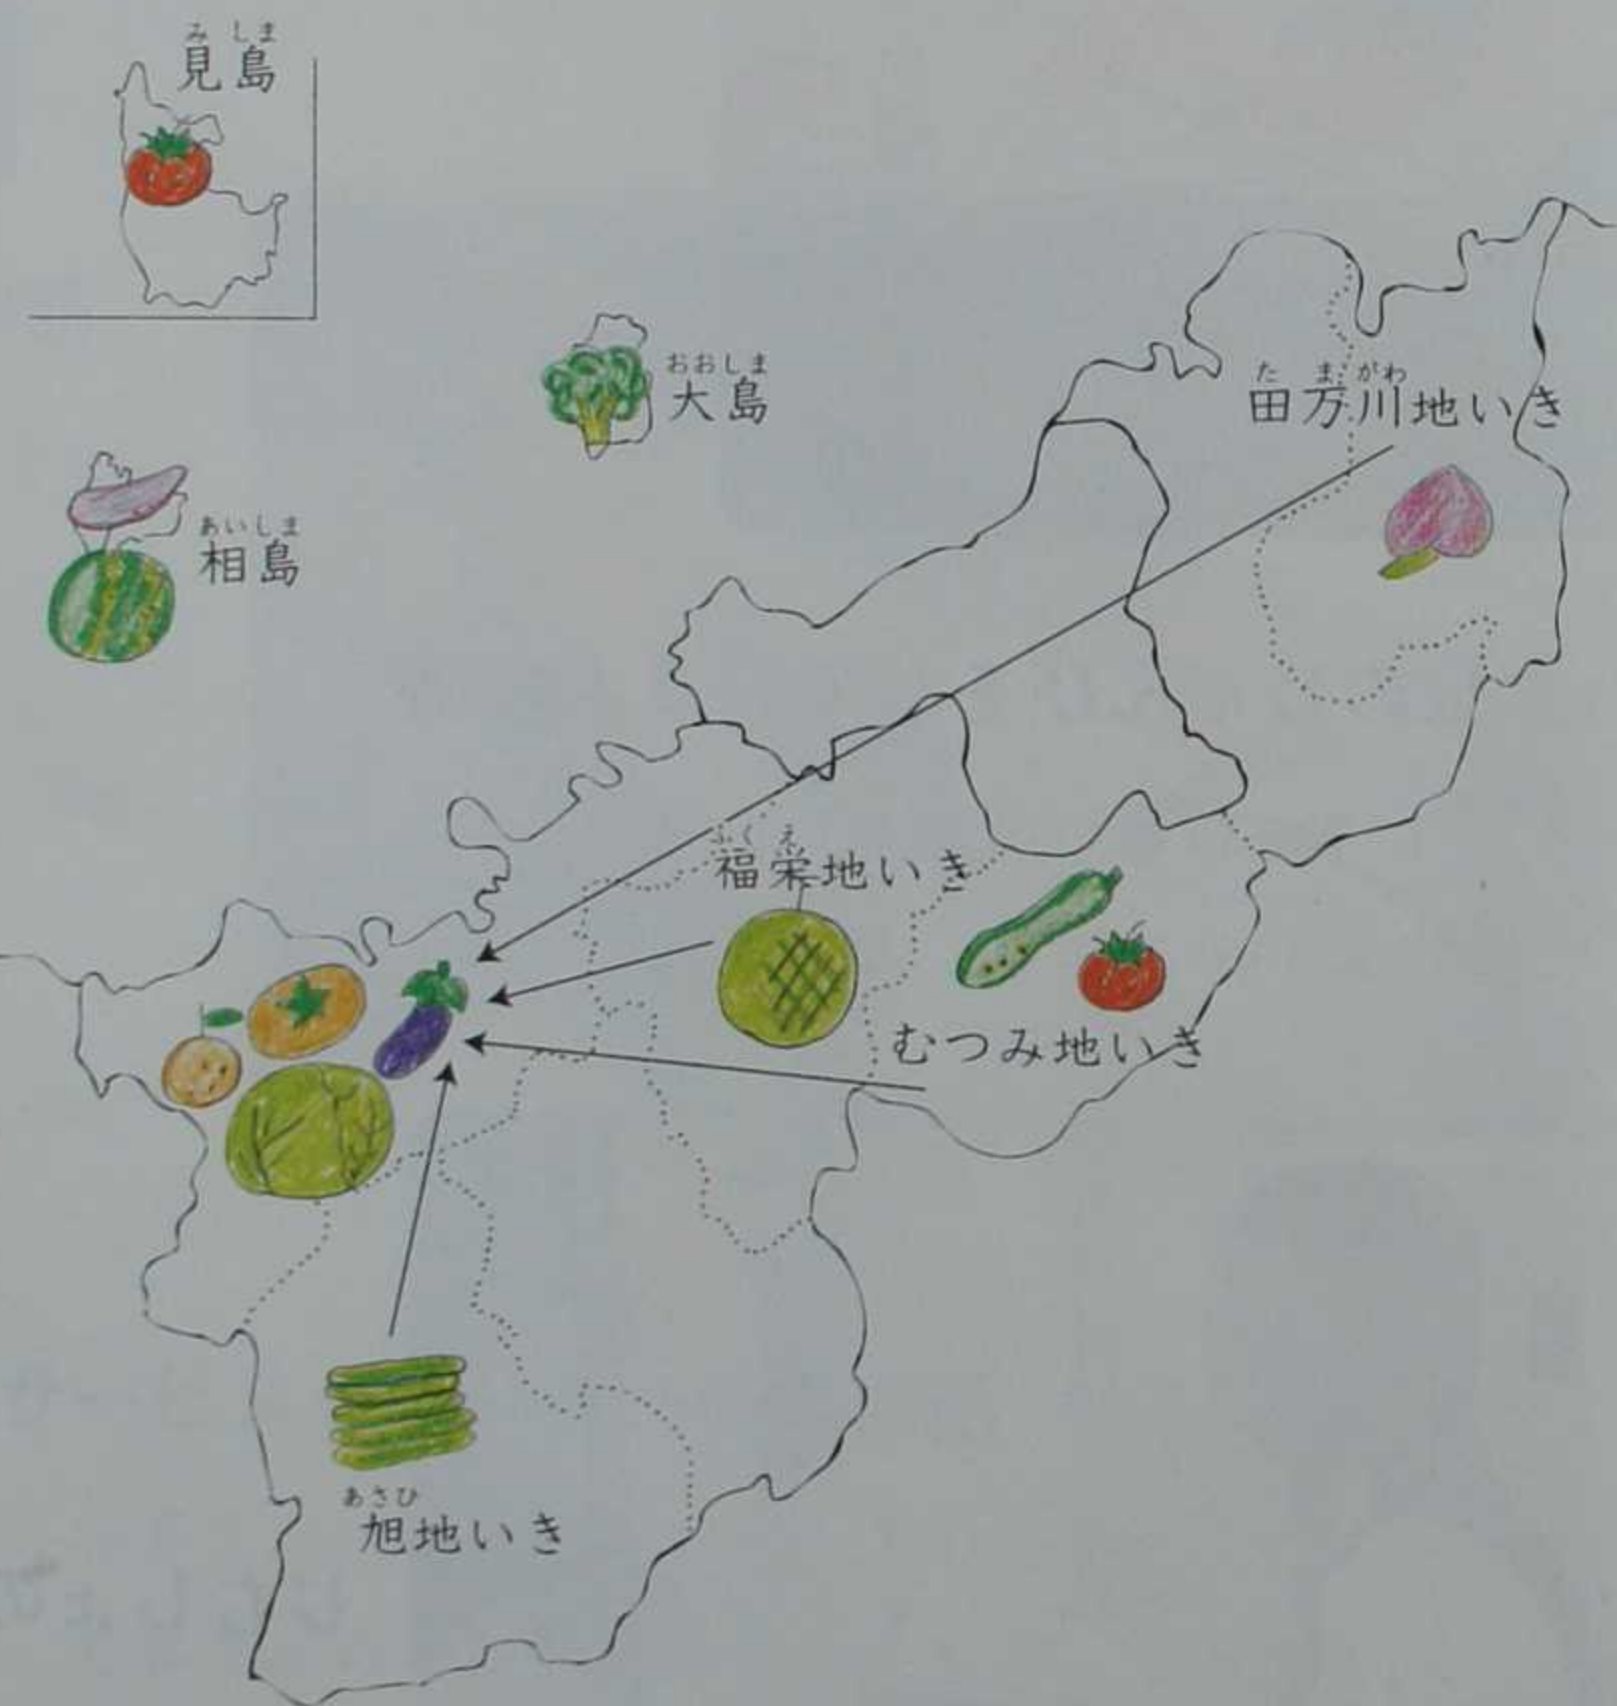 み しま
見島
おおしま
大島
た ま がわ
田万川地いき
あいしま
相島
ふく え
福栄地いき
むつみ地いき
あさひ
旭地いき